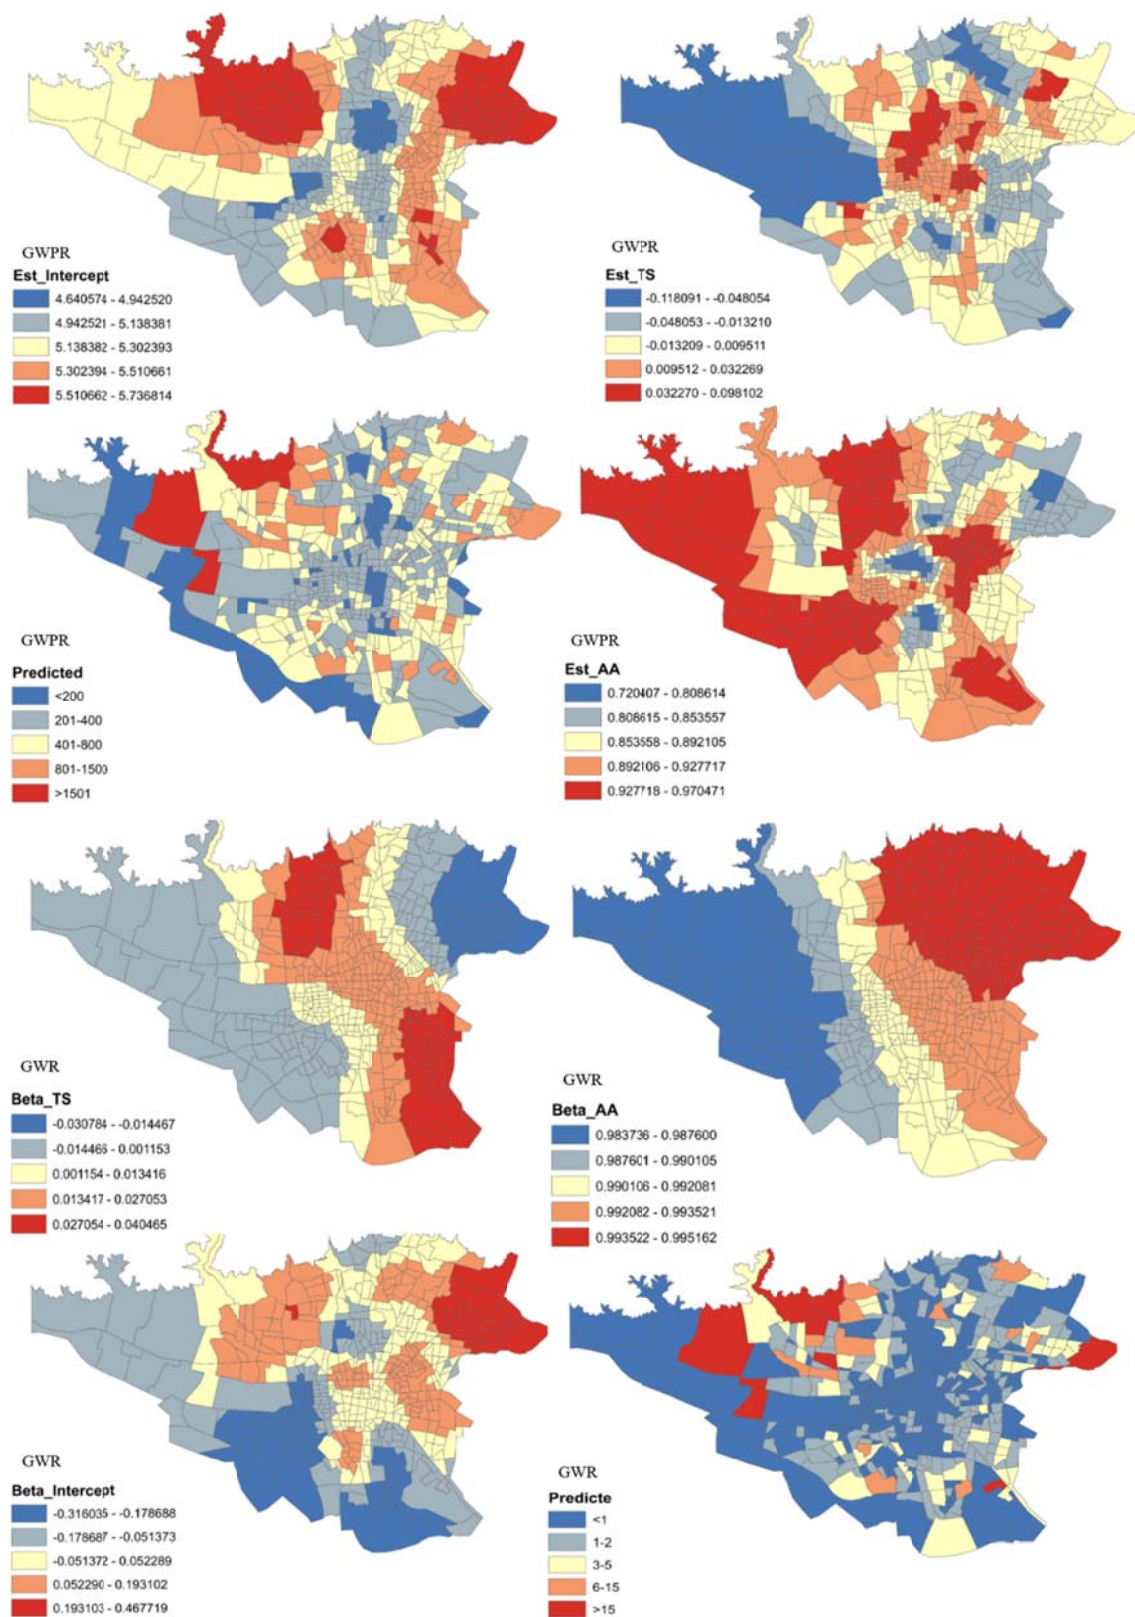 GWPR
Est_Intercept
4.640574 - 4.942520
4.942521 - 5.138381
5.138382 - 5.302393
5.302394 - 5.510661
5.510662 - 5.736814
GWPR
Est_TS
-0.118091 - -0.048054
-0.048053 - -0.013210
-0.013209 - 0.009511
0.009512 - 0.032269
0.032270 - 0.098102
GWPR
Predicted
<200
201-400
401-800
801-1500
>1501
GWPR
Est_AA
0.720407 - 0.808614
0.808615 - 0.853557
0.853558 - 0.892105
0.892106 - 0.927717
0.927718 - 0.970471
GWR
Beta_TS
-0.030784 - -0.014467
-0.014466 - 0.001153
0.001154 - 0.013416
0.013417 - 0.027053
0.027054 - 0.040465
GWR
Beta_AA
0.983736 - 0.987600
0.987601 - 0.990105
0.990106 - 0.992081
0.992082 - 0.993521
0.993522 - 0.995162
GWR
Beta_Intercept
-0.316035 - -0.178688
-0.178687 - -0.051373
-0.051372 - 0.052289
0.052290 - 0.193102
0.193103 - 0.467719
GWR
Predicte
<1
1-2
3-5
6-15
>15